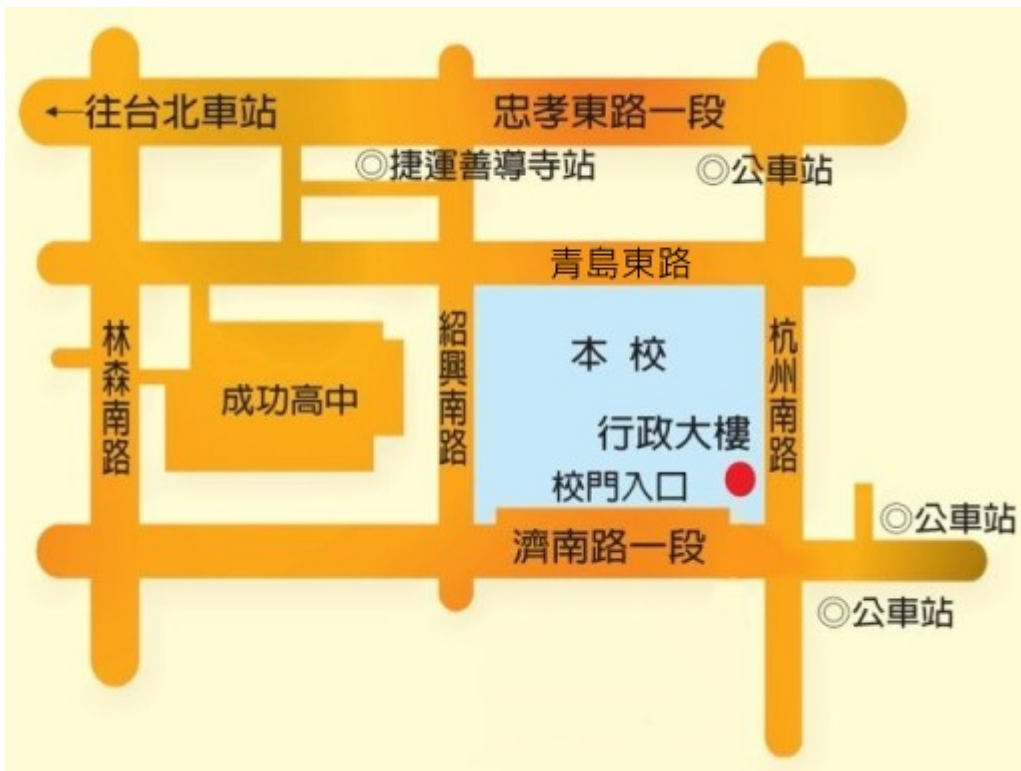 ←往台北車站
忠孝東路一段
◎捷運善導寺站
◎公車站
青島東路
林森南路
成功高中
紹興南路
本校
杭州南路
行政大樓
校門入口
濟南路一段
◎公車站
◎公車站